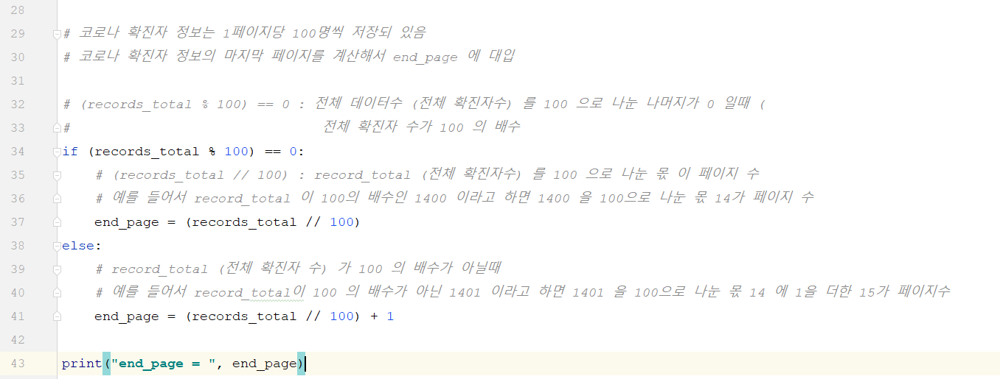 28
29 # 코로나 확진자 정보는 1페이지당 100명씩 저장되 있음
30 # 코로나 확진자 정보의 마지막 페이지를 계산해서 end_page 에 대입
31
32 # (records_total % 100) == 0 : 전체 데이터수 (전체 확진자수) 를 100 으로 나눈 나머지가 0 일때 (
33 # 전체 확진자 수가 100 의 배수
34 if (records_total % 100) == 0:
35 # (records_total // 100) : record_total (전체 확진자수) 를 100 으로 나눈 몫 이 페이지 수
36 # 예를 들어서 record_total 이 100의 배수인 1400 이라고 하면 1400 을 100으로 나눈 몫 14가 페이지 수
37 end_page = (records_total // 100)
38 else:
39 # record_total (전체 확진자 수) 가 100 의 배수가 아닐때
40 # 예를 들어서 record_total이 100 의 배수가 아닌 1401 이라고 하면 1401 을 100으로 나눈 몫 14 에 1을 더한 15가 페이지수
41 end_page = (records_total // 100) + 1
42
43 print("end_page = ", end_page)